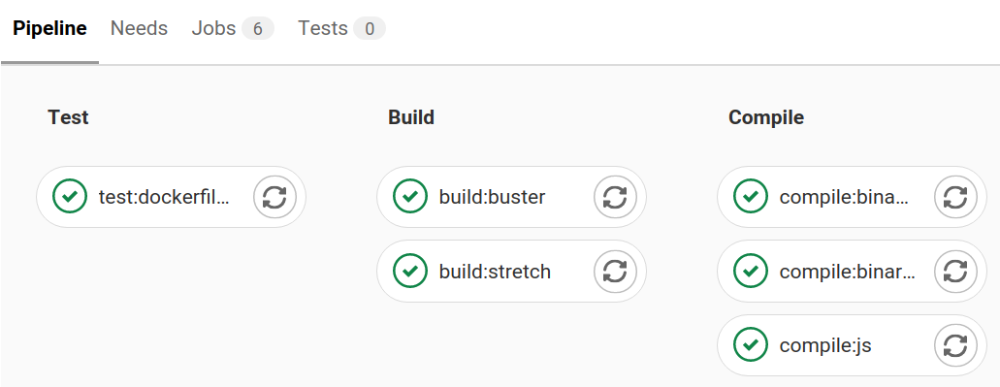 Pipeline Needs Jobs 6 Tests 0
Test Build Compile
test:dockerfil... build:buster compile:bina...
build:stretch compile:binar...
compile:js